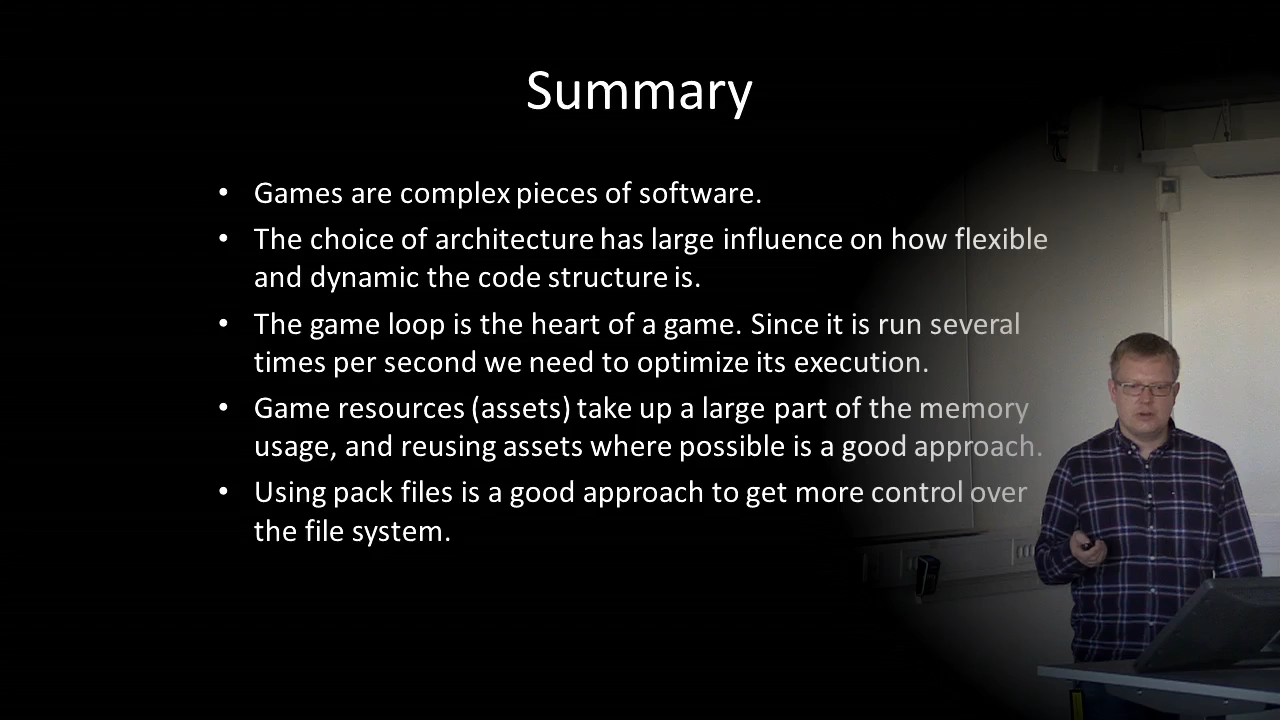 Summary
• Games are complex pieces of software.
• The choice of architecture has large influence on how flexible
and dynamic the code structure is.
• The game loop is the heart of a game. Since it is run several
times per second we need to optimize its execution.
• Game resources (assets) take up a large part of the memory
usage, and reusing assets where possible is a good approach.
• Using pack files is a good approach to get more control over
the file system.